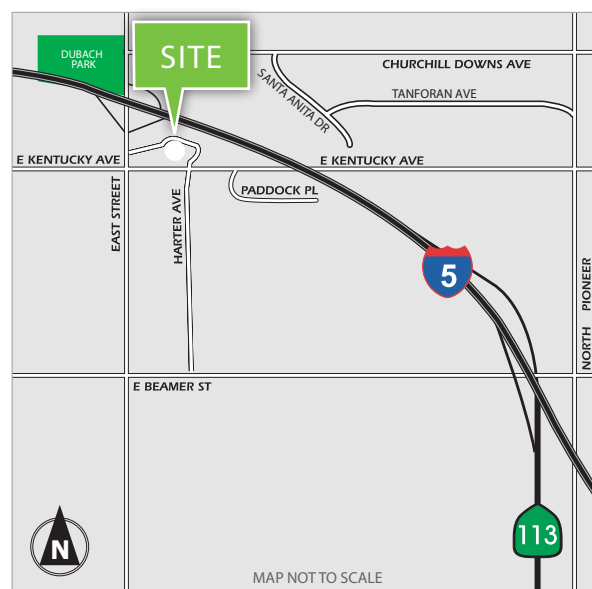 DUBACH
PARK
SITE
CHURCHILL DOWNS AVE
SANTA ANITA DR
TANFORAN AVE
E KENTUCKY AVE
E KENTUCKY AVE
EAST STREET
HARTER AVE
PADDOCK PL
5
NORTH PIONEER
E BEAMER ST
113
N
MAP NOT TO SCALE